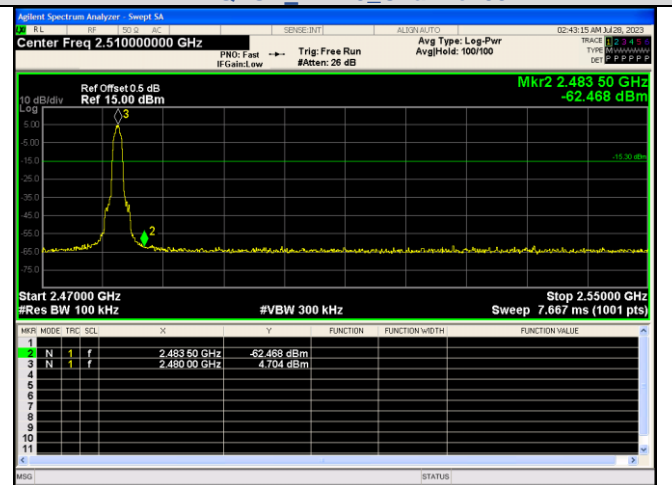 Agilent Spectrum Analyzer - Swept SA
RL RF 50 Ω AC SENSE:INT ALIGN AUTO 02:43:15 AM Jul 28, 2023
Center Freq 2.510000000 GHz Avg Type: Log-Pwr TRACE 1 2 3 4 5 6
PNO: Fast Trig: Free Run Avg|Hold: 100/100 TYPE M
IFGain:Low #Atten: 26 dB DET P P P P P P
Mkr2 2.483 50 GHz
Ref Offset 0.5 dB
10 dB/div Ref 15.00 dBm -62.468 dBm
Log
3
5.00
-5.00
-15.0 -15.30 dBm
-25.0
-35.0
-45.0
-55.0 2
-65.0
-75.0
Start 2.47000 GHz Stop 2.55000 GHz
#Res BW 100 kHz #VBW 300 kHz Sweep 7.667 ms (1001 pts)
MKR MODE TRC SCL X Y FUNCTION FUNCTION WIDTH FUNCTION VALUE
1
2 N 1 f 2.483 50 GHz -62.468 dBm
3 N 1 f 2.480 00 GHz 4.704 dBm
4
5
6
7
8
9
10
11
MSG STATUS